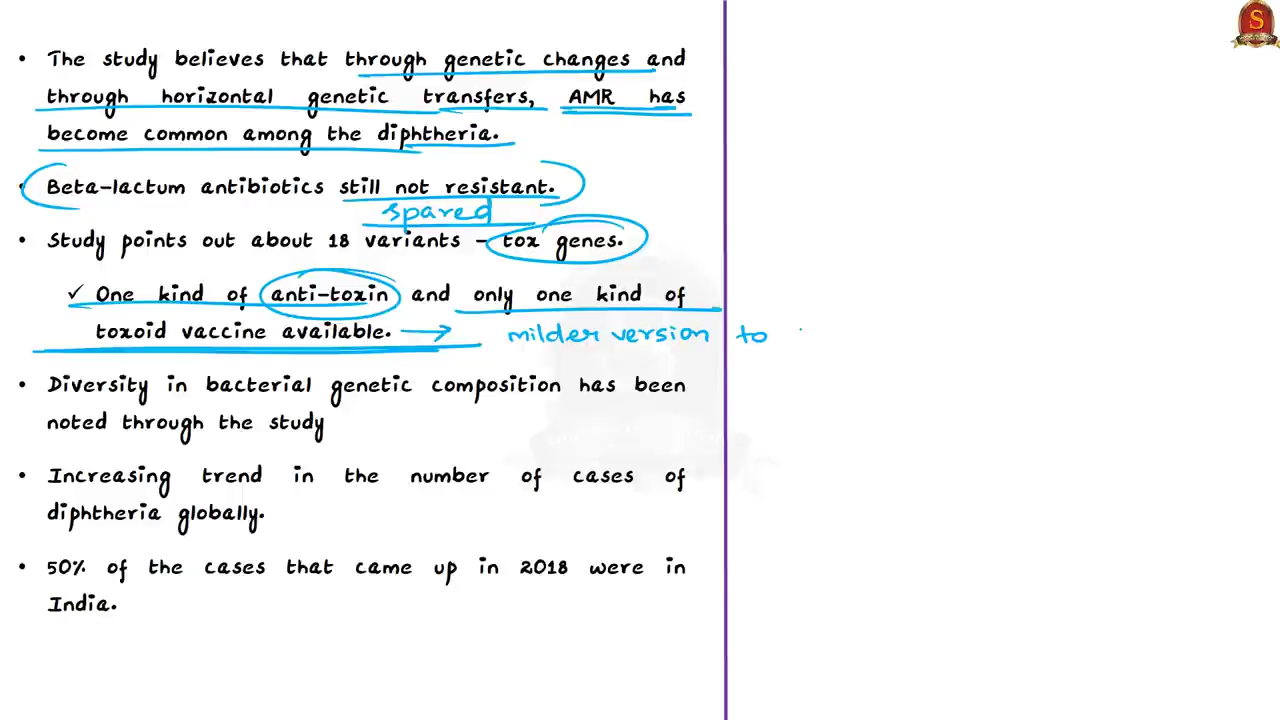 • The study believes that through genetic changes and
through horizontal genetic transfers, AMR has
become common among the diphtheria.
• Beta-lactum antibiotics still not resistant.
spared
• Study points out about 18 variants - tox genes.
✓ One kind of anti-toxin and only one kind of
toxoid vaccine available. → milder version to
• Diversity in bacterial genetic composition has been
noted through the study
• Increasing trend in the number of cases of
diphtheria globally.
• 50% of the cases that came up in 2018 were in
India.
S